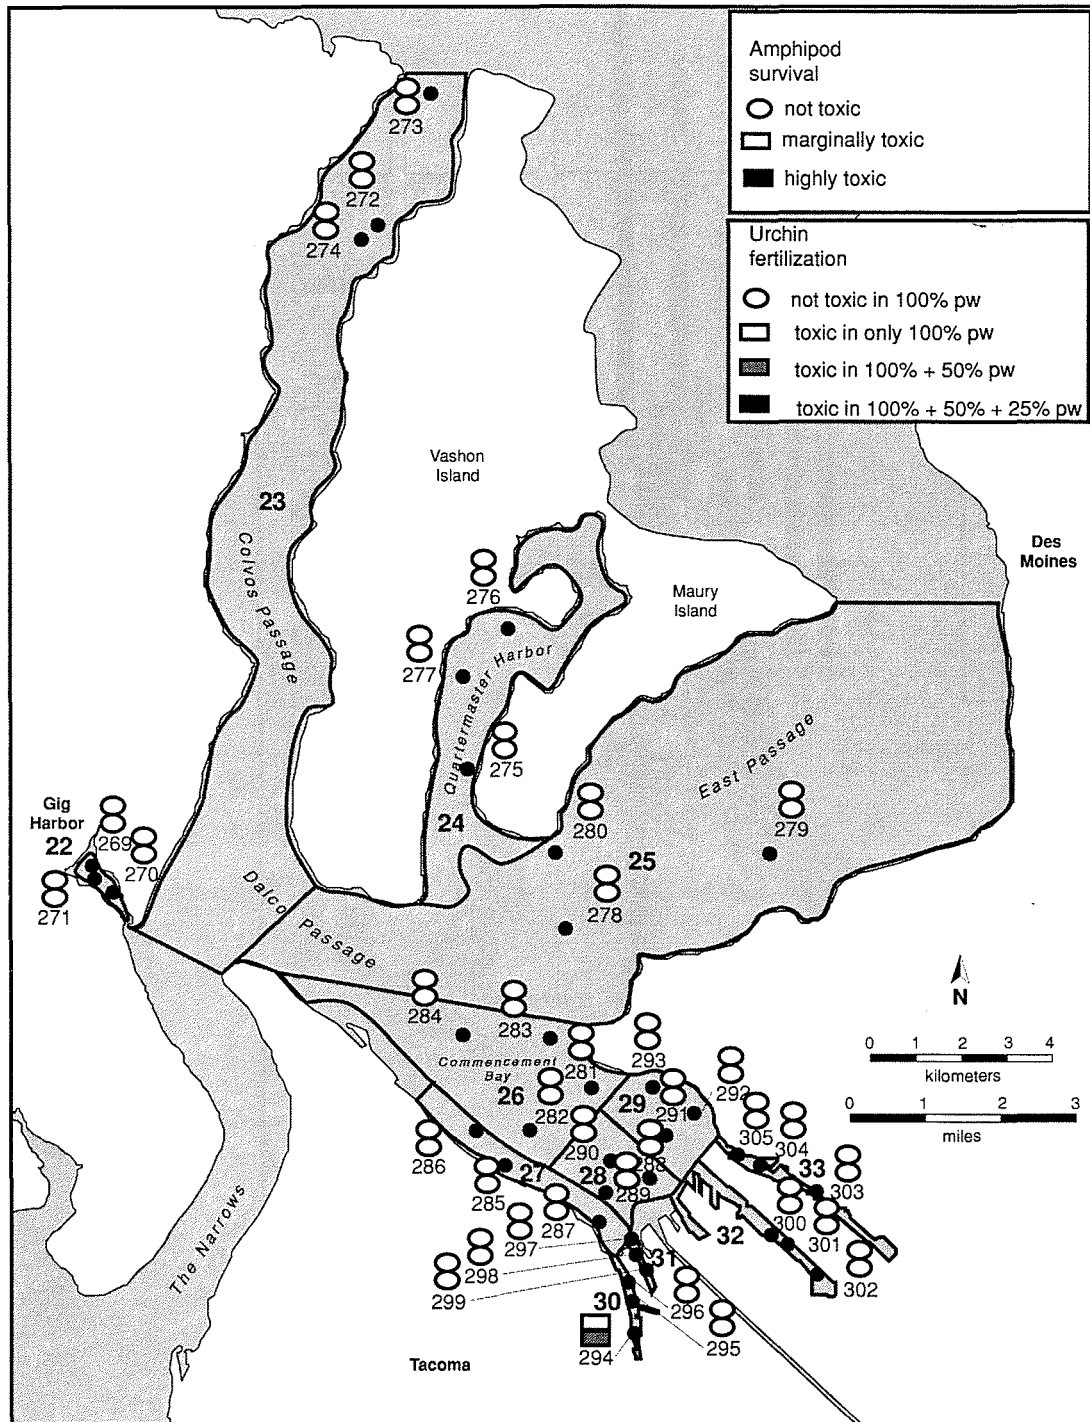 Amphipod
survival
not toxic
marginally toxic
highly toxic
Urchin
fertilization
not toxic in 100% pw
toxic in only 100% pw
toxic in 100% + 50% pw
toxic in 100% + 50% + 25% pw
273
272
274
23
Colvos Passage
Vashon
Island
Des
Moines
276
Maury
Island
277
Quartermaster Harbor
275
East Passage
280
279
24
25
Gig
Harbor
22
269
270
271
278
Dalco Passage
284
283
281
293
N
0 1 2 3 4
kilometers
0 1 2 3
miles
Commencement
Bay
26
282
29
291
292
290
288
305
304
33
303
286
27
285
28
289
287
300
301
302
32
297
298
299
31
296
295
30
294
The Narrows
Tacoma